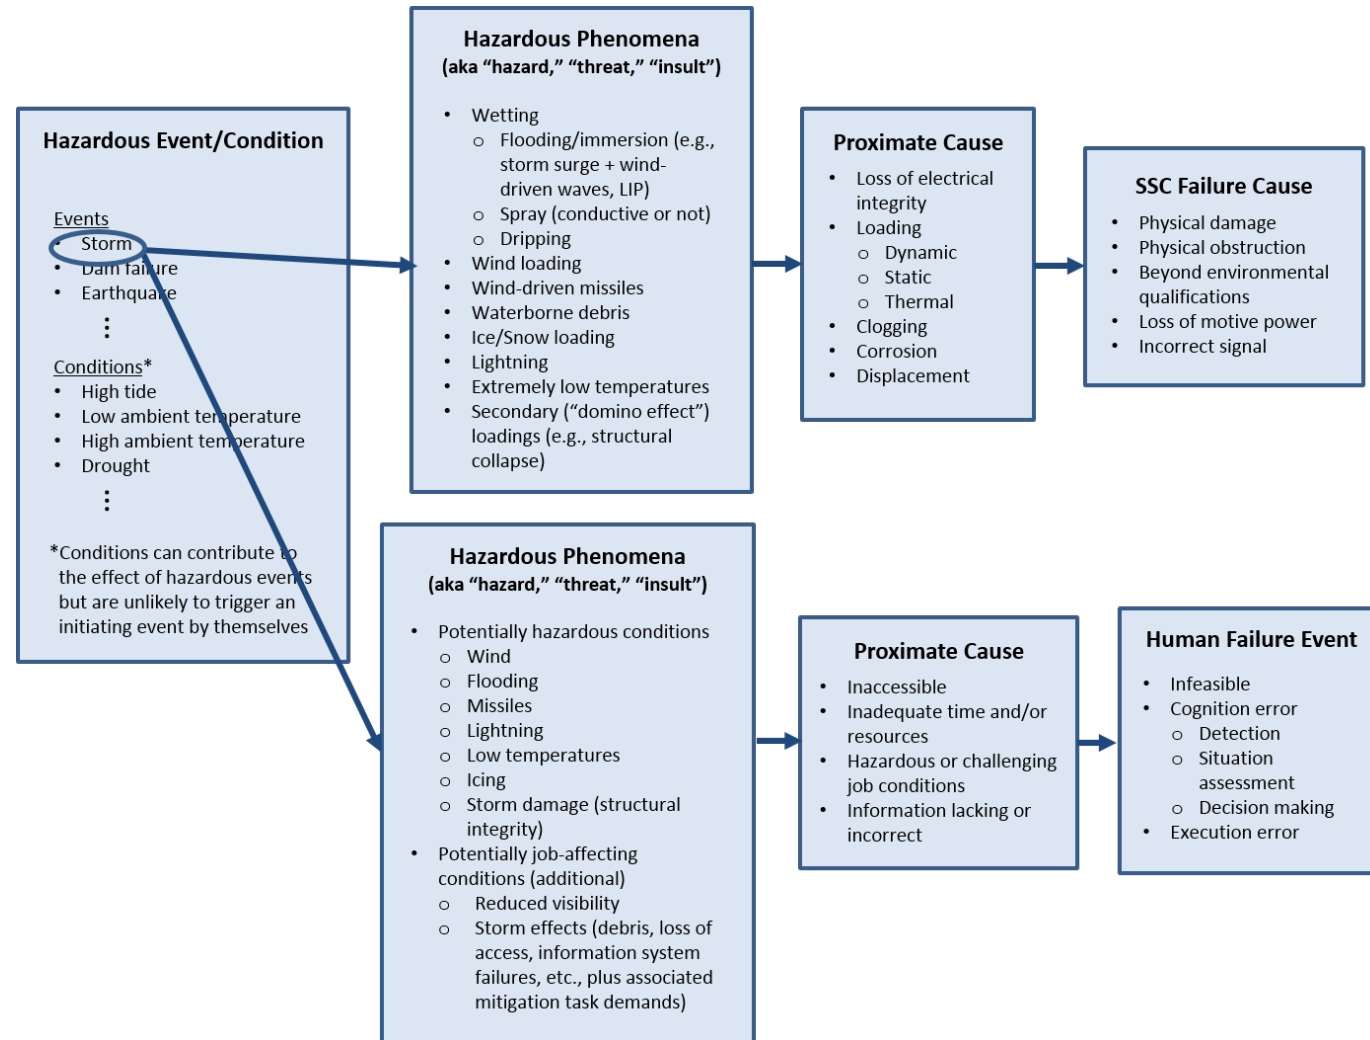 Hazardous Event/Condition
Events
• Storm
• Dam failure
• Earthquake
⋮
Conditions*
• High tide
• Low ambient temperature
• High ambient temperature
• Drought
⋮
*Conditions can contribute to
the effect of hazardous events
but are unlikely to trigger an
initiating event by themselves
Hazardous Phenomena
(aka “hazard,” “threat,” “insult”)
• Wetting
o Flooding/immersion (e.g.,
storm surge + wind-
driven waves, LIP)
o Spray (conductive or not)
o Dripping
• Wind loading
• Wind-driven missiles
• Waterborne debris
• Ice/Snow loading
• Lightning
• Extremely low temperatures
• Secondary (“domino effect”)
loadings (e.g., structural
collapse)
Proximate Cause
• Loss of electrical
integrity
• Loading
o Dynamic
o Static
o Thermal
• Clogging
• Corrosion
• Displacement
SSC Failure Cause
• Physical damage
• Physical obstruction
• Beyond environmental
qualifications
• Loss of motive power
• Incorrect signal
Hazardous Phenomena
(aka “hazard,” “threat,” “insult”)
• Potentially hazardous conditions
o Wind
o Flooding
o Missiles
o Lightning
o Low temperatures
o Icing
o Storm damage (structural
integrity)
• Potentially job-affecting
conditions (additional)
o Reduced visibility
o Storm effects (debris, loss of
access, information system
failures, etc., plus associated
mitigation task demands)
Proximate Cause
• Inaccessible
• Inadequate time and/or
resources
• Hazardous or challenging
job conditions
• Information lacking or
incorrect
Human Failure Event
• Infeasible
• Cognition error
o Detection
o Situation
assessment
o Decision making
• Execution error